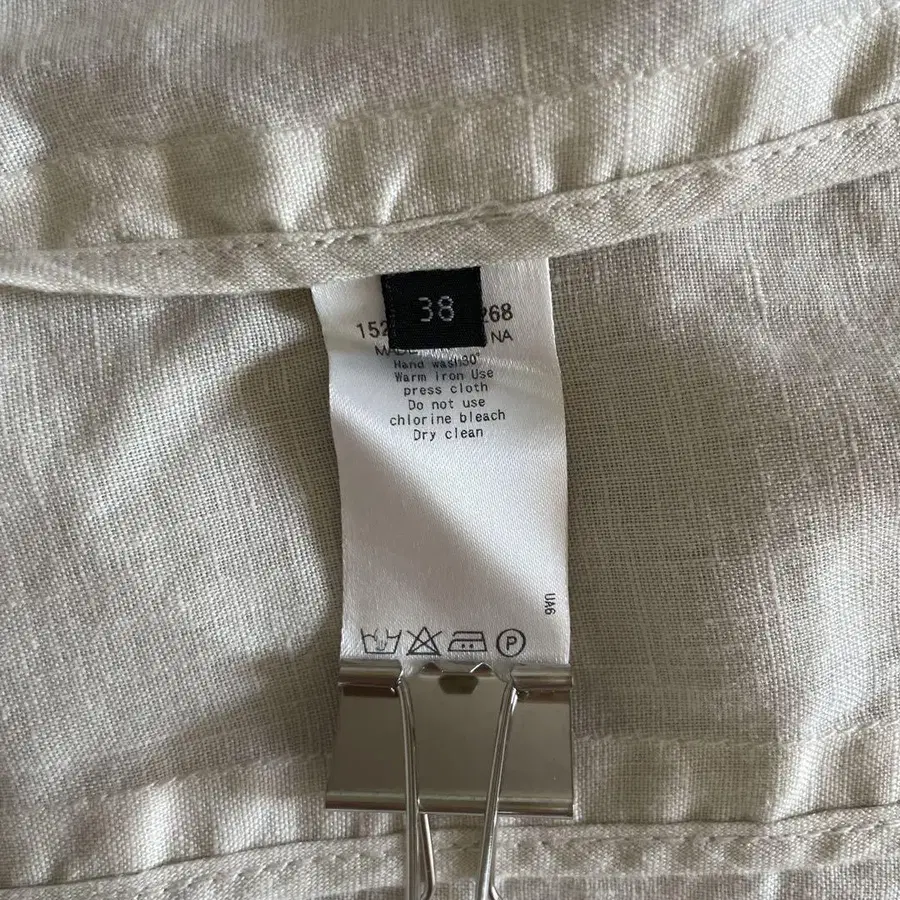 38
152 268
MADE NA
Hand wash30°
Warm iron Use
press cloth
Do not use
chlorine bleach
Dry clean
UA6
P